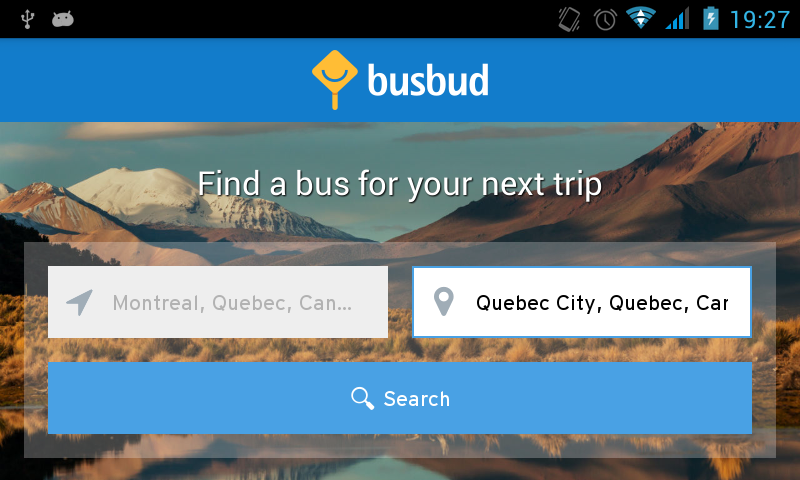 19:27
busbud
Find a bus for your next trip
Montreal, Quebec, Can...
Quebec City, Quebec, Car
Search